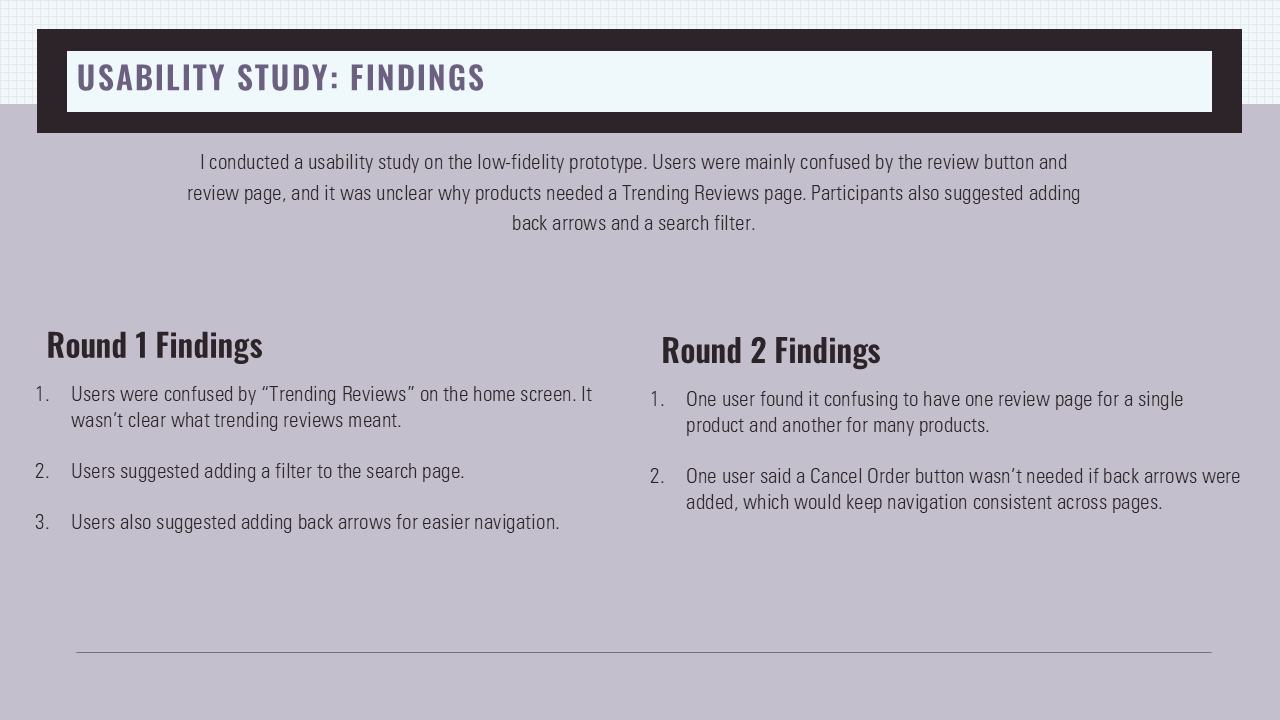 USABILITY STUDY: FINDINGS
I conducted a usability study on the low-fidelity prototype. Users were mainly confused by the review button and
review page, and it was unclear why products needed a Trending Reviews page. Participants also suggested adding
back arrows and a search filter.
Round 1 Findings
1. Users were confused by “Trending Reviews” on the home screen. It
wasn’t clear what trending reviews meant.
2. Users suggested adding a filter to the search page.
3. Users also suggested adding back arrows for easier navigation.
Round 2 Findings
1. One user found it confusing to have one review page for a single
product and another for many products.
2. One user said a Cancel Order button wasn’t needed if back arrows were
added, which would keep navigation consistent across pages.